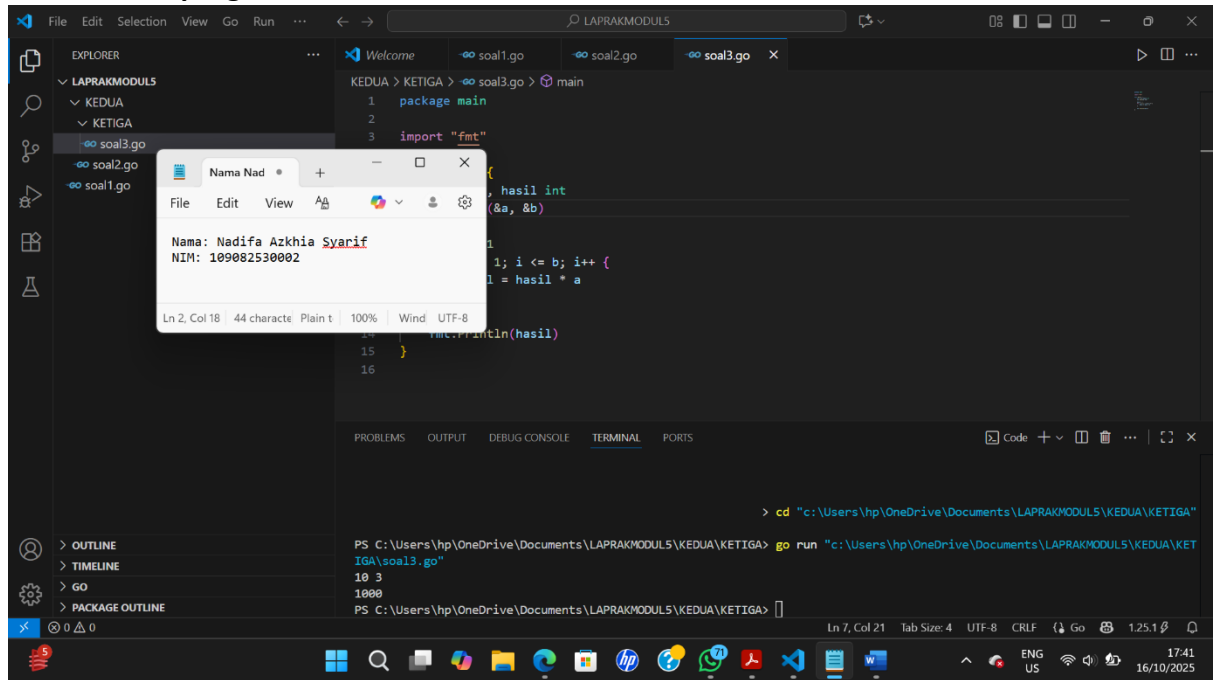 File Edit Selection View Go Run ··· LAPRAKMODUL5
EXPLORER ···
Welcome soal1.go soal2.go soal3.go
LAPRAKMODUL5
KEDUA
KETIGA
soal3.go
soal2.go
soal1.go
KEDUA > KETIGA > soal3.go > main
1 package main
2
3 import "fmt"
{
, hasil int
(&a, &b)
1
1; i <= b; i++ {
= hasil * a
14 fmt.Println(hasil)
15 }
16
Nama Nad
File Edit View
Nama: Nadifa Azkhia Syarif
NIM: 109082530002
Ln 2, Col 18 44 characte Plain t 100% Wind UTF-8
PROBLEMS OUTPUT DEBUG CONSOLE TERMINAL PORTS Code
> cd "c:\Users\hp\OneDrive\Documents\LAPRAKMODUL5\KEDUA\KETIGA"
PS C:\Users\hp\OneDrive\Documents\LAPRAKMODUL5\KEDUA\KETIGA> go run "c:\Users\hp\OneDrive\Documents\LAPRAKMODUL5\KEDUA\KET
IGA\soal3.go"
10 3
1000
PS C:\Users\hp\OneDrive\Documents\LAPRAKMODUL5\KEDUA\KETIGA>
OUTLINE
TIMELINE
GO
PACKAGE OUTLINE
0 0 Ln 7, Col 21 Tab Size: 4 UTF-8 CRLF Go 1.25.1
5 71 ENG
US
17:41
16/10/2025